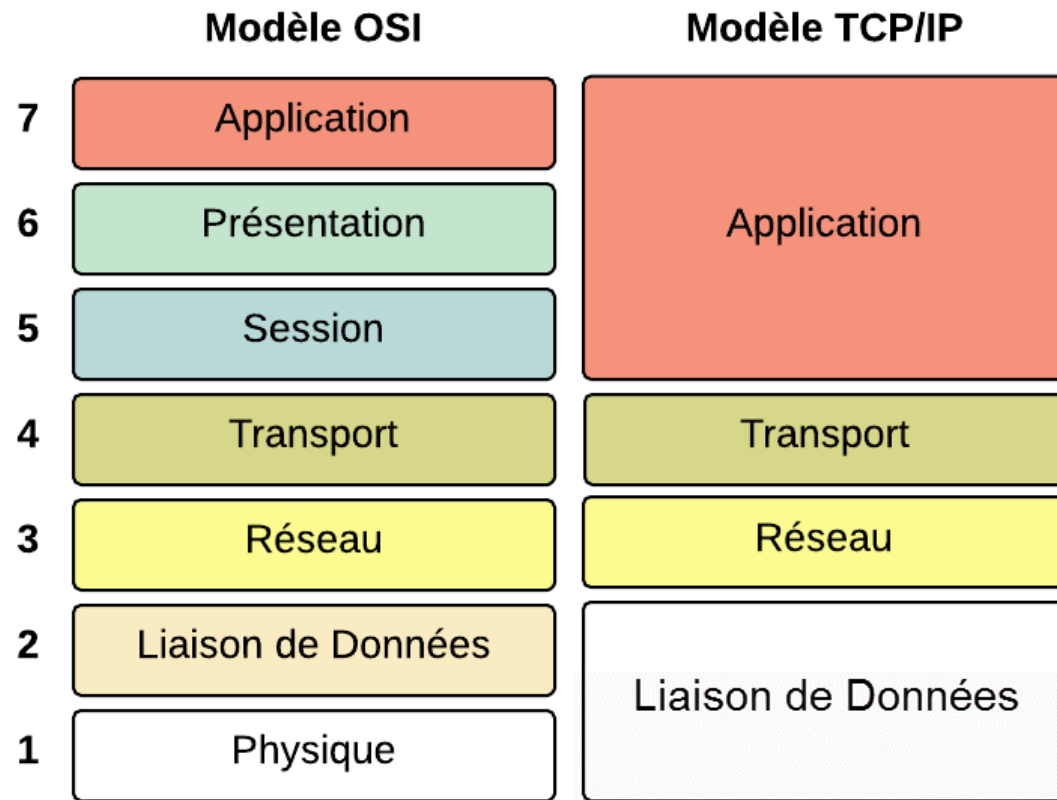 Modèle OSI Modèle TCP/IP
7 Application
6 Présentation Application
5 Session
4 Transport Transport
3 Réseau Réseau
2 Liaison de Données
Liaison de Données
1 Physique